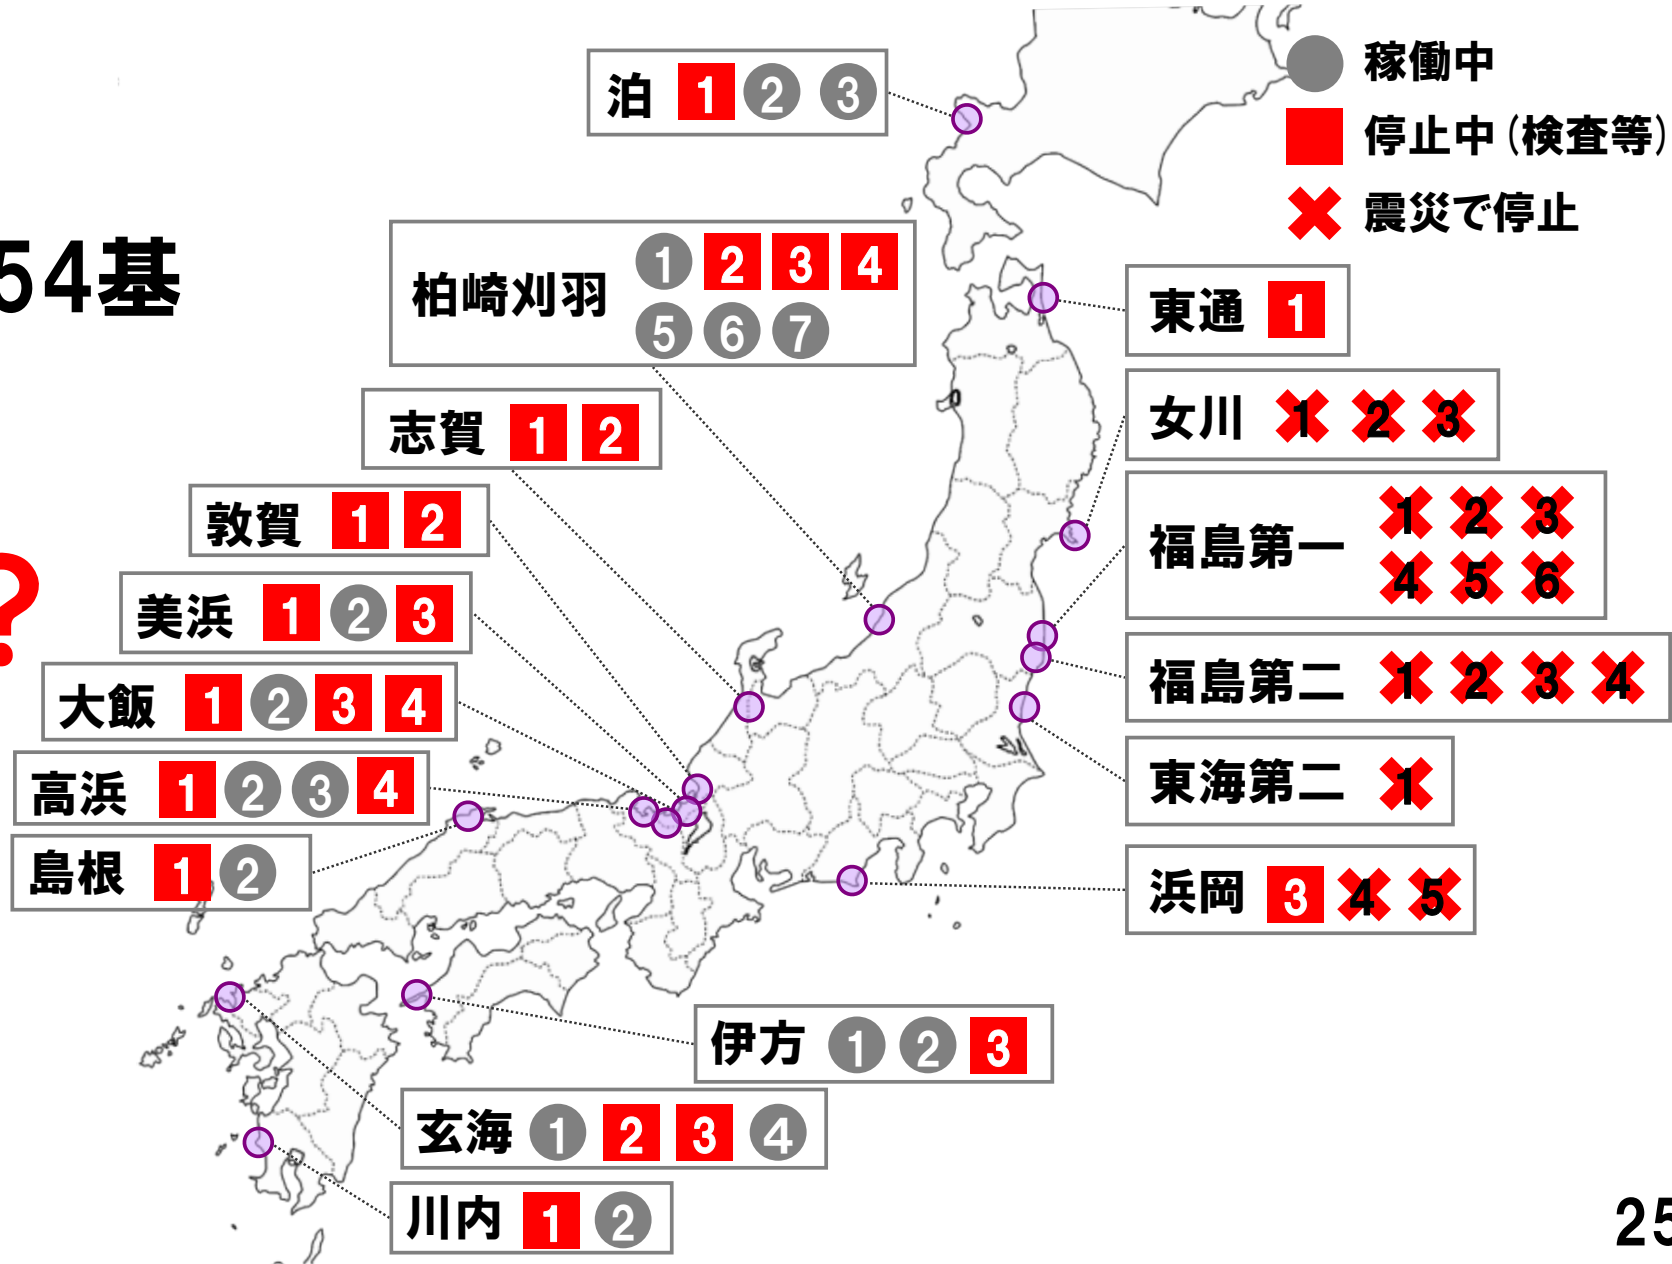 稼働中
停止中(検査等)
震災で停止
54基
?
泊 1 2 3
柏崎刈羽 1 2 3 4
5 6 7
志賀 1 2
敦賀 1 2
美浜 1 2 3
大飯 1 2 3 4
高浜 1 2 3 4
島根 1 2
東通 1
女川 1 2 3
福島第一 1 2 3
4 5 6
福島第二 1 2 3 4
東海第二 1
浜岡 3 4 5
伊方 1 2 3
玄海 1 2 3 4
川内 1 2
25